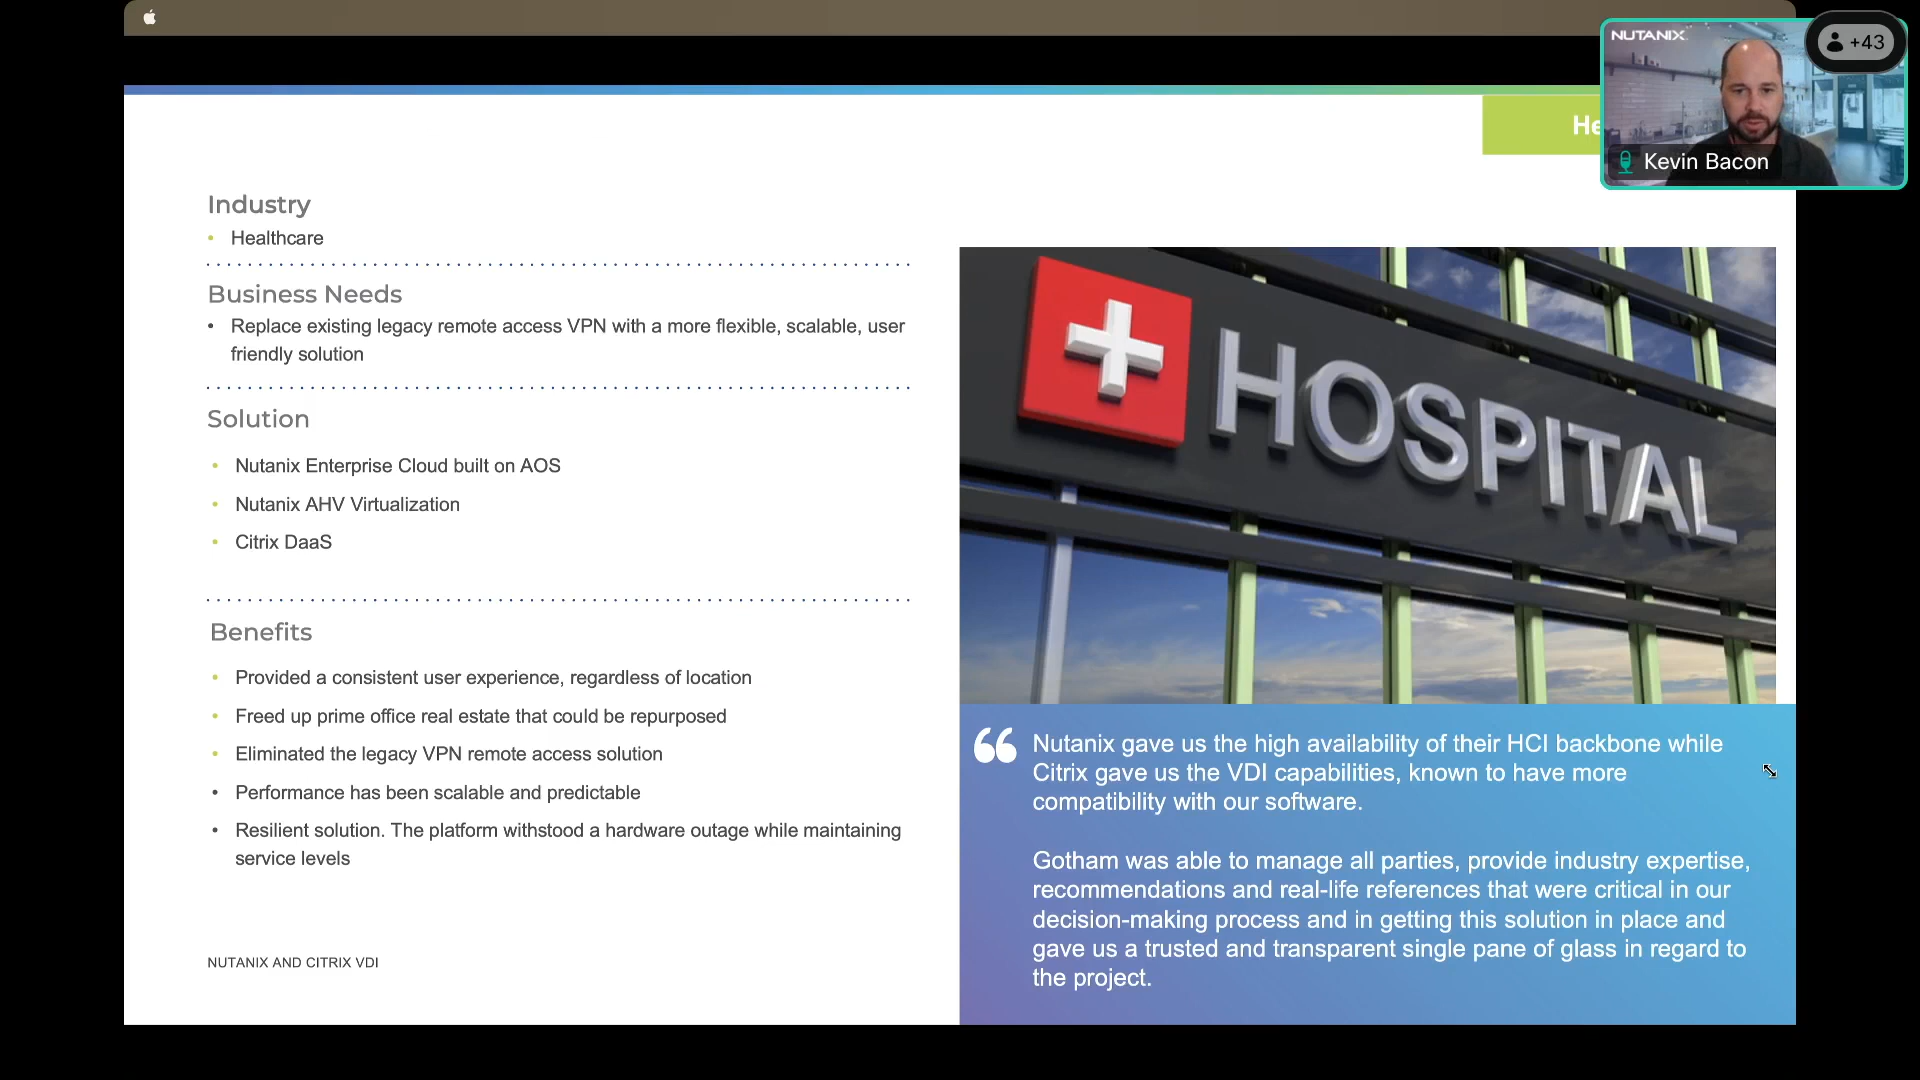 NUTANIX
+43
He
Kevin Bacon
Industry
• Healthcare
Business Needs
• Replace existing legacy remote access VPN with a more flexible, scalable, user
friendly solution
Solution
• Nutanix Enterprise Cloud built on AOS
• Nutanix AHV Virtualization
• Citrix DaaS
Benefits
• Provided a consistent user experience, regardless of location
• Freed up prime office real estate that could be repurposed
• Eliminated the legacy VPN remote access solution
• Performance has been scalable and predictable
• Resilient solution. The platform withstood a hardware outage while maintaining
service levels
NUTANIX AND CITRIX VDI
HOSPITAL
“ Nutanix gave us the high availability of their HCI backbone while
Citrix gave us the VDI capabilities, known to have more
compatibility with our software.
Gotham was able to manage all parties, provide industry expertise,
recommendations and real-life references that were critical in our
decision-making process and in getting this solution in place and
gave us a trusted and transparent single pane of glass in regard to
the project.